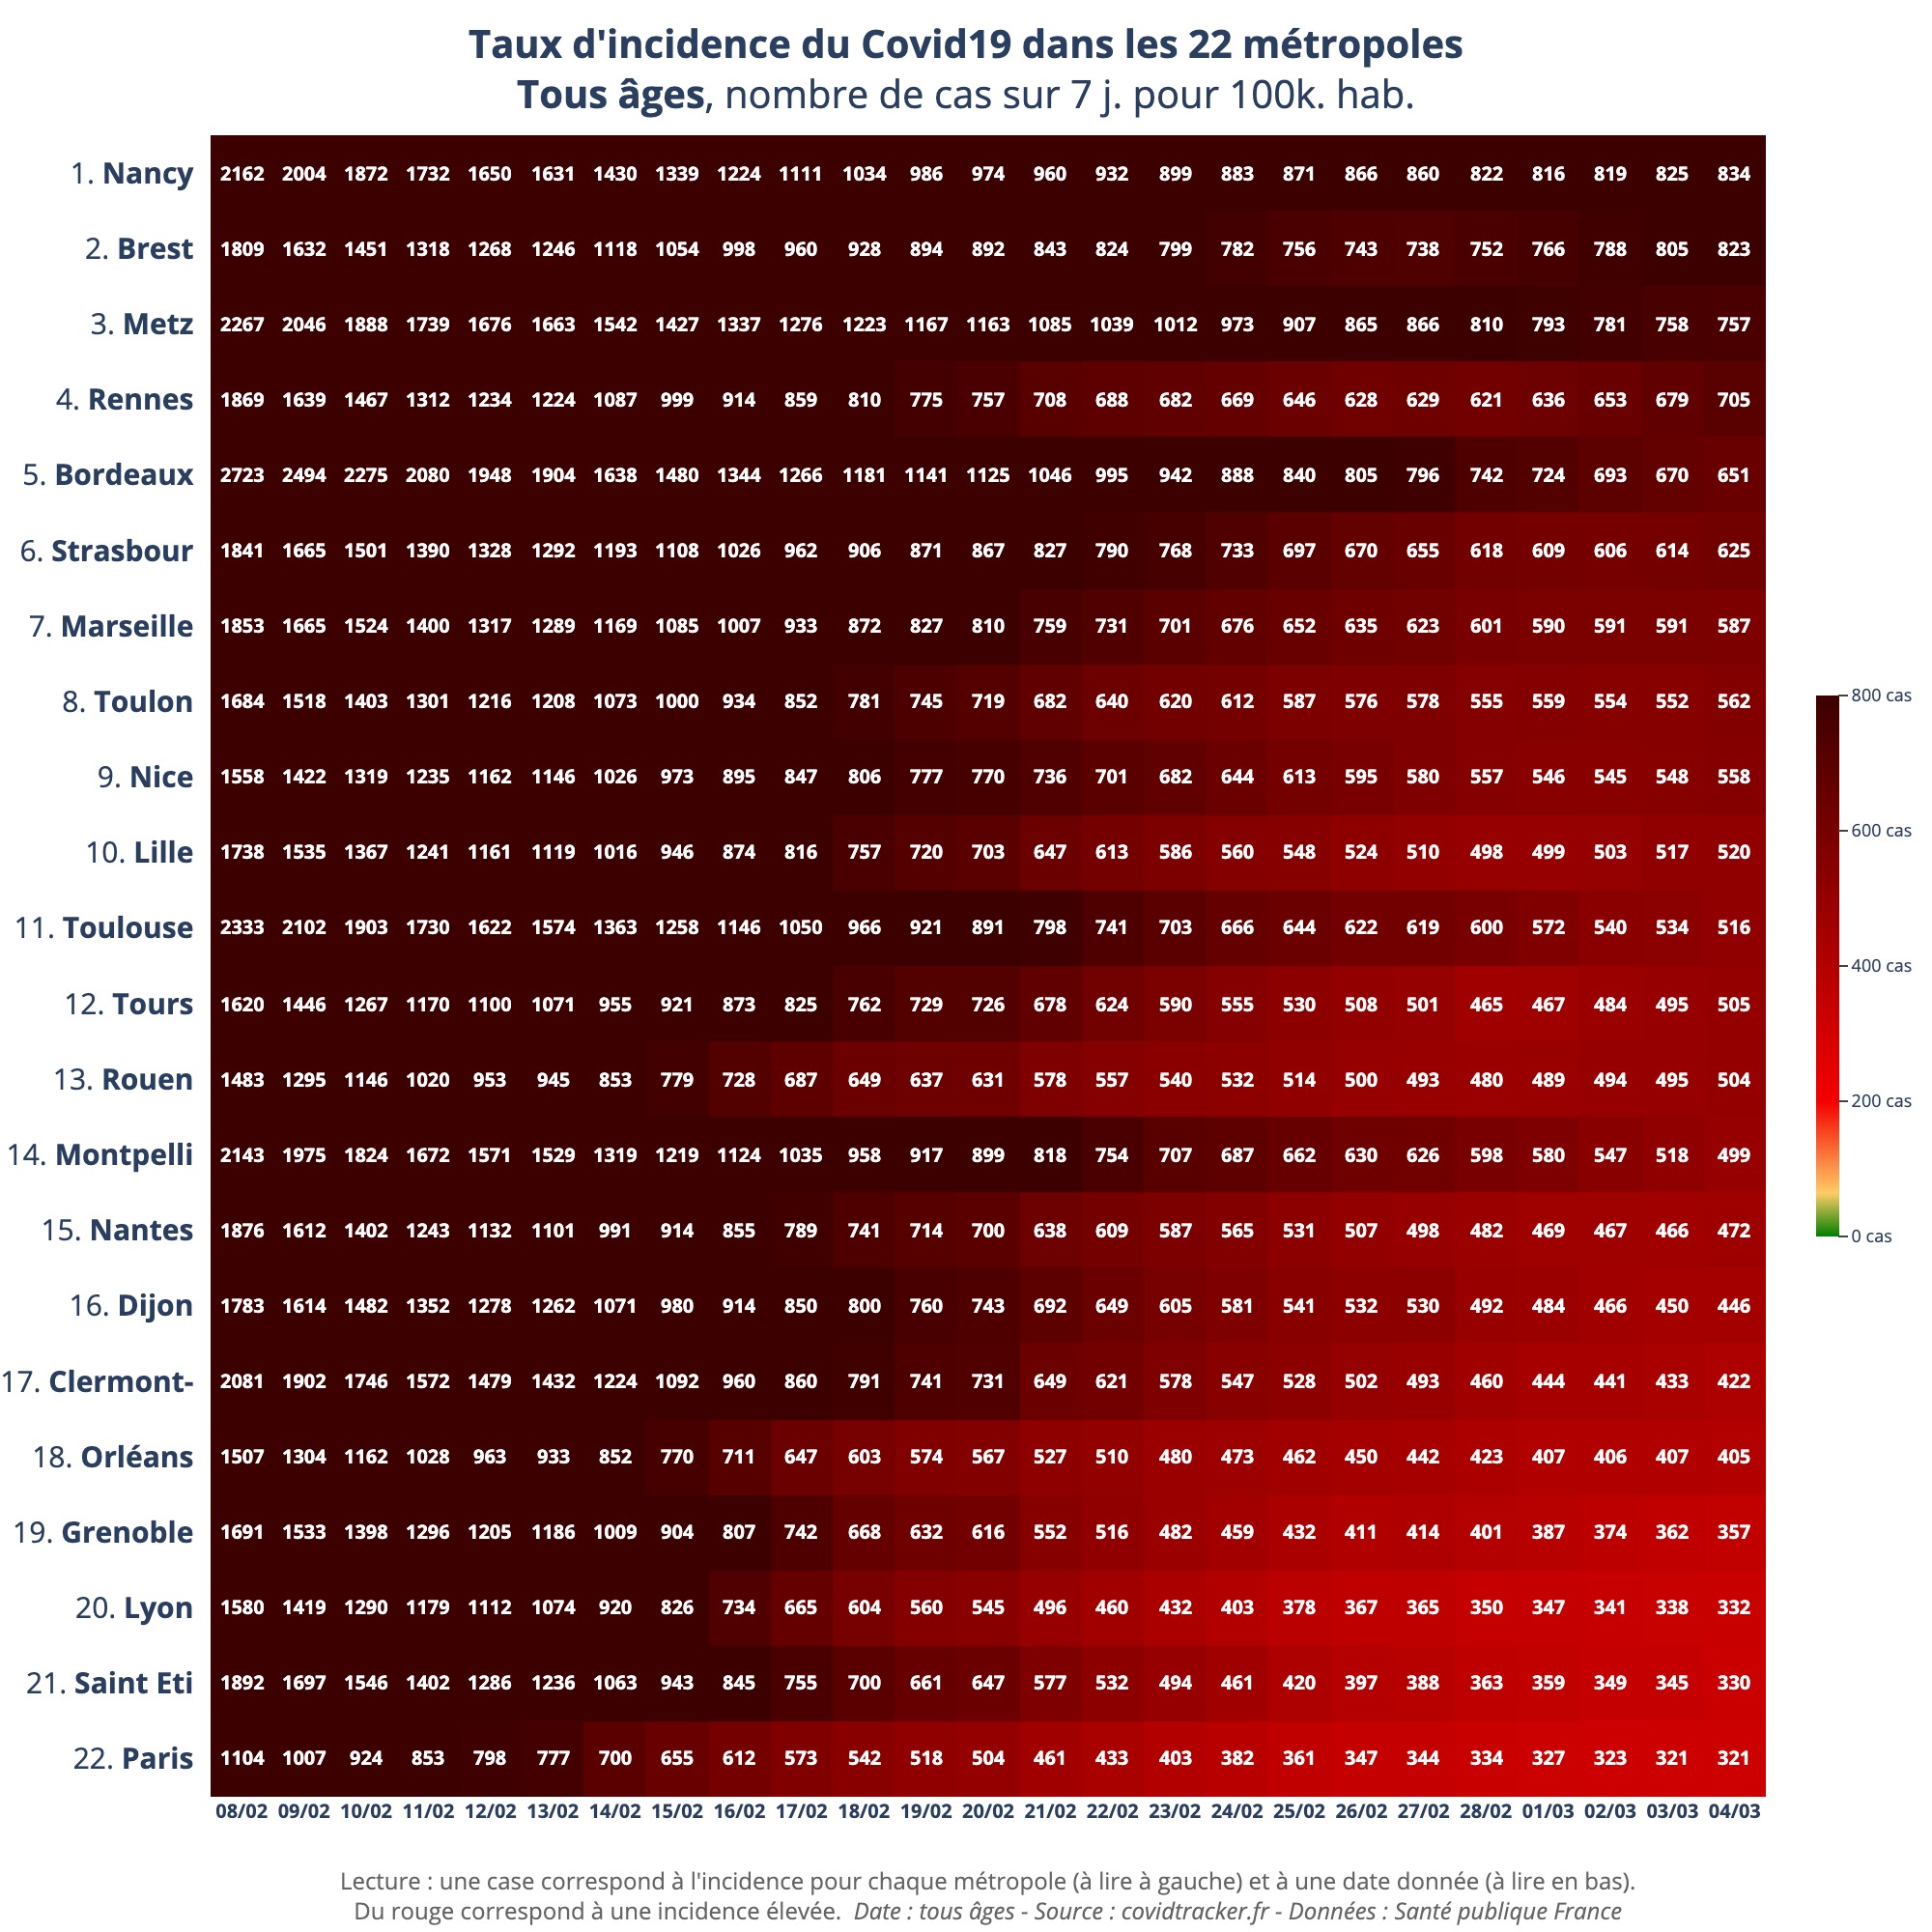 Taux d'incidence du Covid19 dans les 22 métropoles
Tous âges, nombre de cas sur 7 j. pour 100k. hab.
1. Nancy 2162 2004 1872 1732 1650 1631 1430 1339 1224 1111 1034 986 974 960 932 899 883 871 866 860 822 816 819 825 834
2. Brest 1809 1632 1451 1318 1268 1246 1118 1054 998 960 928 894 892 843 824 799 782 756 743 738 752 766 788 805 823
3. Metz 2267 2046 1888 1739 1676 1663 1542 1427 1337 1276 1223 1167 1163 1085 1039 1012 973 907 865 866 810 793 781 758 757
4. Rennes 1869 1639 1467 1312 1234 1224 1087 999 914 859 810 775 757 708 688 682 669 646 628 629 621 636 653 679 705
5. Bordeaux 2723 2494 2275 2080 1948 1904 1638 1480 1344 1266 1181 1141 1125 1046 995 942 888 840 805 796 742 724 693 670 651
6. Strasbour 1841 1665 1501 1390 1328 1292 1193 1108 1026 962 906 871 867 827 790 768 733 697 670 655 618 609 606 614 625
7. Marseille 1853 1665 1524 1400 1317 1289 1169 1085 1007 933 872 827 810 759 731 701 676 652 635 623 601 590 591 591 587
8. Toulon 1684 1518 1403 1301 1216 1208 1073 1000 934 852 781 745 719 682 640 620 612 587 576 578 555 559 554 552 562
9. Nice 1558 1422 1319 1235 1162 1146 1026 973 895 847 806 777 770 736 701 682 644 613 595 580 557 546 545 548 558
10. Lille 1738 1535 1367 1241 1161 1119 1016 946 874 816 757 720 703 647 613 586 560 548 524 510 498 499 503 517 520
11. Toulouse 2333 2102 1903 1730 1622 1574 1363 1258 1146 1050 966 921 891 798 741 703 666 644 622 619 600 572 540 534 516
12. Tours 1620 1446 1267 1170 1100 1071 955 921 873 825 762 729 726 678 624 590 555 530 508 501 465 467 484 495 505
13. Rouen 1483 1295 1146 1020 953 945 853 779 728 687 649 637 631 578 557 540 532 514 500 493 480 489 494 495 504
14. Montpelli 2143 1975 1824 1672 1571 1529 1319 1219 1124 1035 958 917 899 818 754 707 687 662 630 626 598 580 547 518 499
15. Nantes 1876 1612 1402 1243 1132 1101 991 914 855 789 741 714 700 638 609 587 565 531 507 498 482 469 467 466 472
16. Dijon 1783 1614 1482 1352 1278 1262 1071 980 914 850 800 760 743 692 649 605 581 541 532 530 492 484 466 450 446
17. Clermont- 2081 1902 1746 1572 1479 1432 1224 1092 960 860 791 741 731 649 621 578 547 528 502 493 460 444 441 433 422
18. Orléans 1507 1304 1162 1028 963 933 852 770 711 647 603 574 567 527 510 480 473 462 450 442 423 407 406 407 405
19. Grenoble 1691 1533 1398 1296 1205 1186 1009 904 807 742 668 632 616 552 516 482 459 432 411 414 401 387 374 362 357
20. Lyon 1580 1419 1290 1179 1112 1074 920 826 734 665 604 560 545 496 460 432 403 378 367 365 350 347 341 338 332
21. Saint Eti 1892 1697 1546 1402 1286 1236 1063 943 845 755 700 661 647 577 532 494 461 420 397 388 363 359 349 345 330
22. Paris 1104 1007 924 853 798 777 700 655 612 573 542 518 504 461 433 403 382 361 347 344 334 327 323 321 321
08/02 09/02 10/02 11/02 12/02 13/02 14/02 15/02 16/02 17/02 18/02 19/02 20/02 21/02 22/02 23/02 24/02 25/02 26/02 27/02 28/02 01/03 02/03 03/03 04/03
800 cas
600 cas
400 cas
200 cas
0 cas
Lecture : une case correspond à l'incidence pour chaque métropole (à lire à gauche) et à une date donnée (à lire en bas).
Du rouge correspond à une incidence élevée. Date : tous âges - Source : covidtracker.fr - Données : Santé publique France